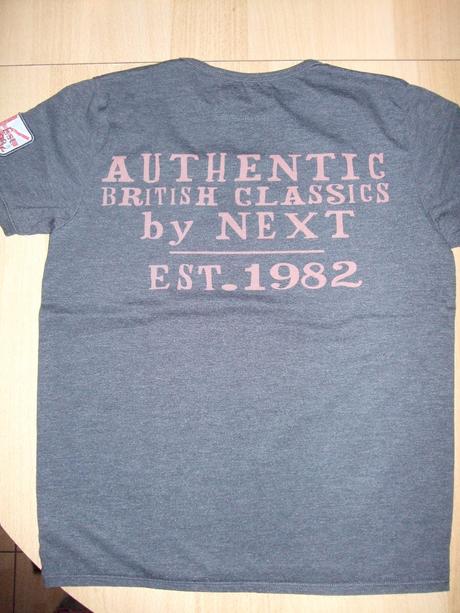 AUTHENTIC
BRITISH CLASSICS
by NEXT
EST.1982